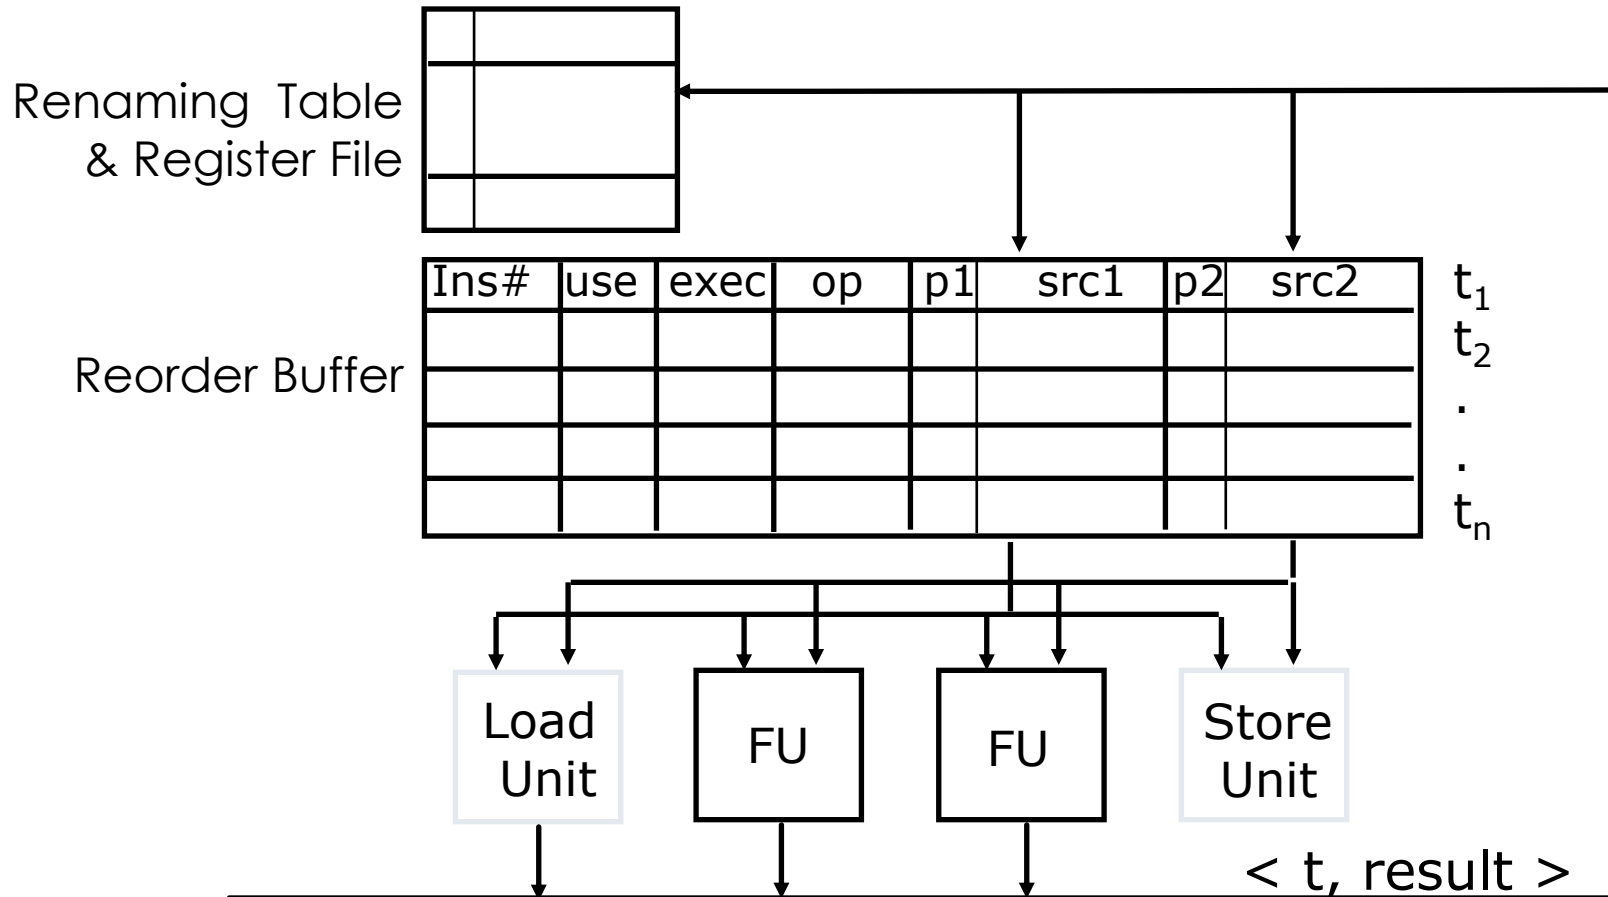 Renaming Table
& Register File
Ins# use exec op p1 src1 p2 src2 t₁
t₂
Reorder Buffer
.
.
tₙ
Load
Unit
FU
FU
Store
Unit
< t, result >